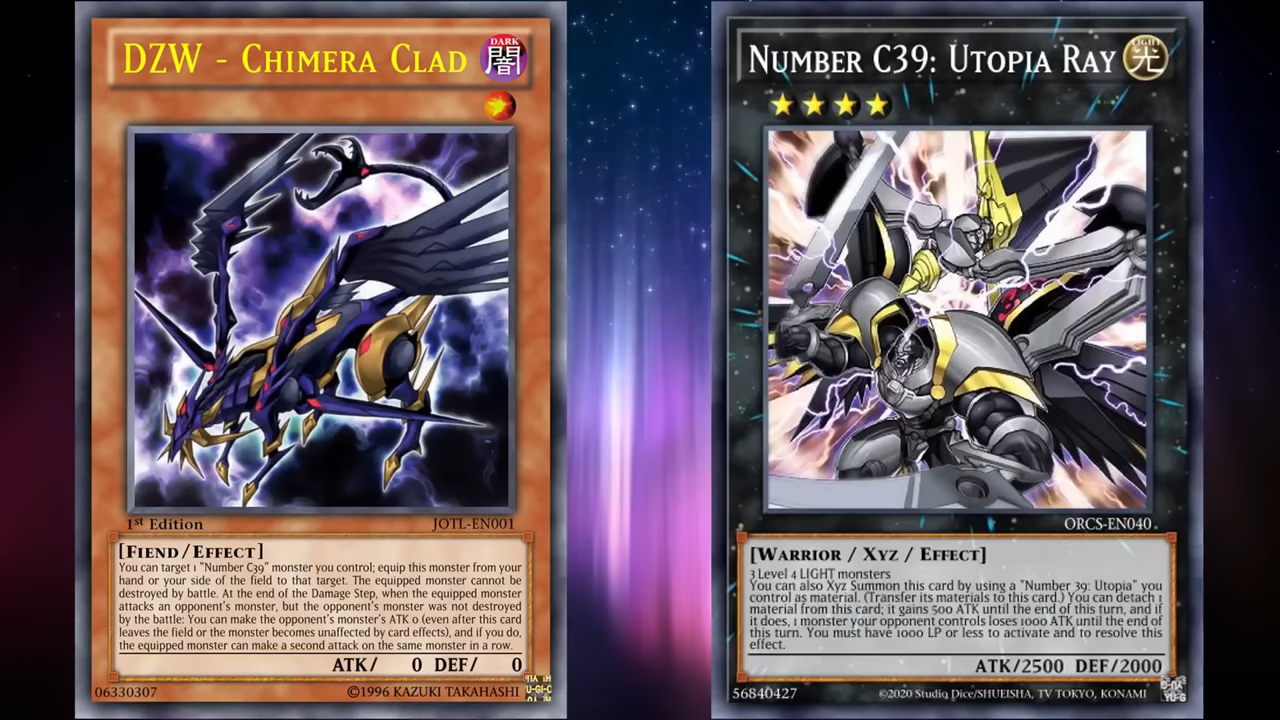 DZW - CHIMERA CLAD
DARK
闇
1st Edition
JOTL-EN001
[FIEND/EFFECT]
You can target 1 "Number C39" monster you control; equip this monster from your
hand or your side of the field to that target. The equipped monster cannot be
destroyed by battle. At the end of the Damage Step, when the equipped monster
attacks an opponent's monster, but the opponent's monster was not destroyed
by the battle: You can make the opponent's monster's ATK 0 (even after this card
leaves the field or the monster becomes unaffected by card effects), and if you do,
the equipped monster can make a second attack on the same monster in a row.
ATK/ 0 DEF/ 0
06330307
©1996 KAZUKI TAKAHASHI
NUMBER C39: UTOPIA RAY
LIGHT
光
ORCS-EN040
[WARRIOR / XYZ / EFFECT]
3 Level 4 LIGHT monsters
You can also Xyz Summon this card by using a "Number 39: Utopia" you
control as material. (Transfer its materials to this card.) You can detach 1
material from this card; it gains 500 ATK until the end of this turn, and if
it does, 1 monster your opponent controls loses 1000 ATK until the end of
this turn. You must have 1000 LP or less to activate and to resolve this
effect.
ATK/2500 DEF/2000
56840427
©2020 Studio Dice/SHUEISHA, TV TOKYO, KONAMI